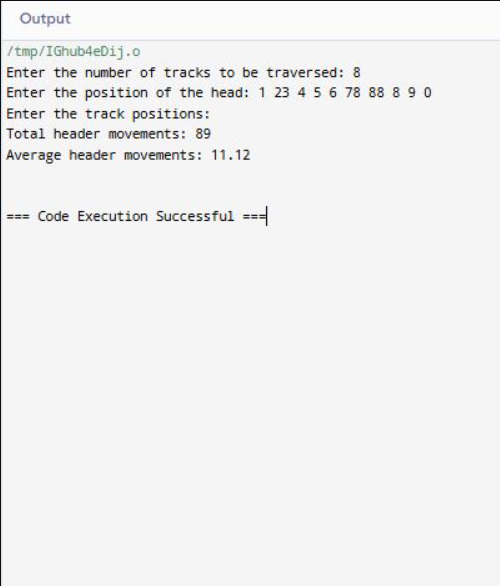 Output
/tmp/IGhub4eDij.o
Enter the number of tracks to be traversed: 8
Enter the position of the head: 1 23 4 5 6 78 88 8 9 0
Enter the track positions:
Total header movements: 89
Average header movements: 11.12
=== Code Execution Successful ===